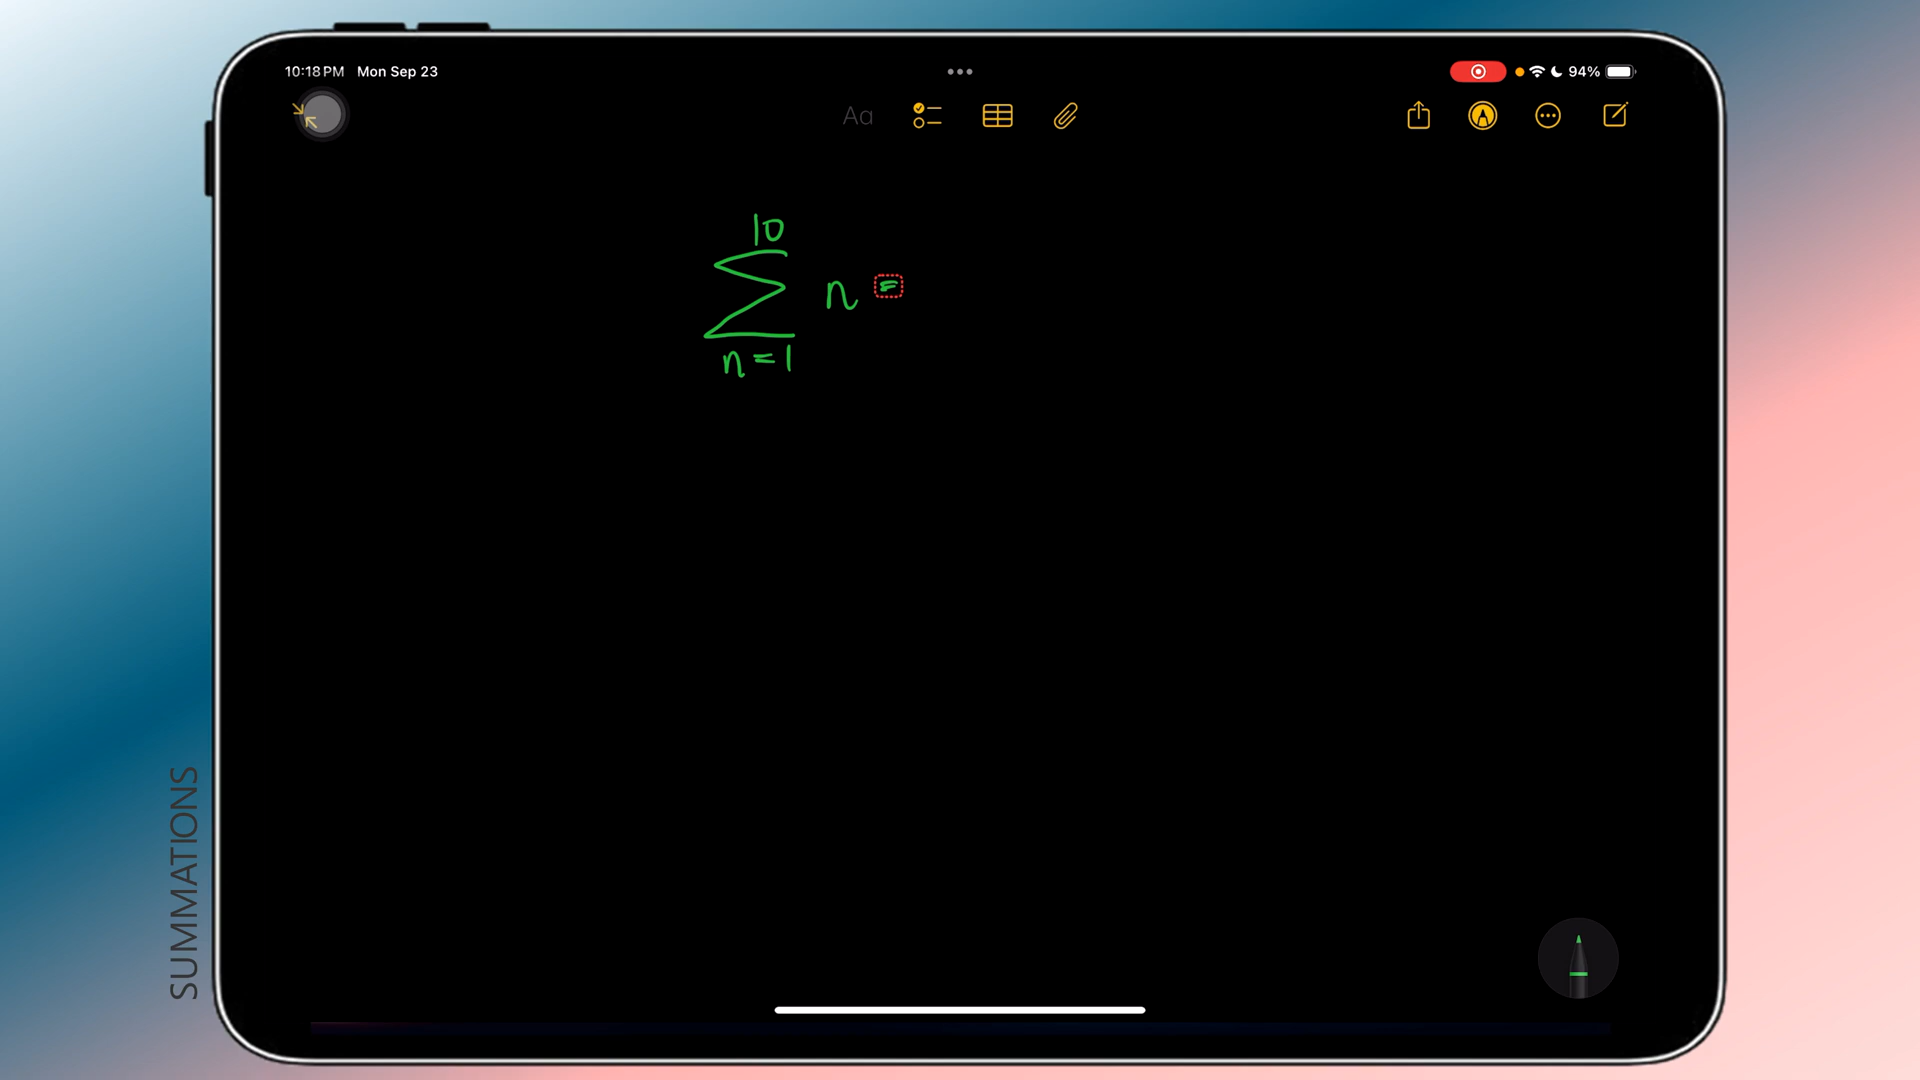 10:18 PM Mon Sep 23
94%
Aa
10
∑ n =
n = 1
SUMMATIONS